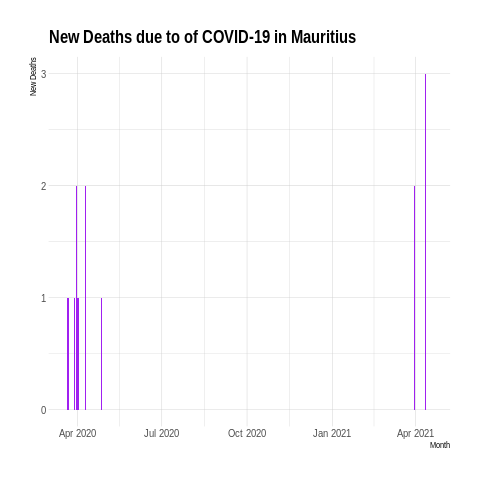 New Deaths due to of COVID-19 in Mauritius
New Deaths
3
2
1
0
Apr 2020 Jul 2020 Oct 2020 Jan 2021 Apr 2021
Month